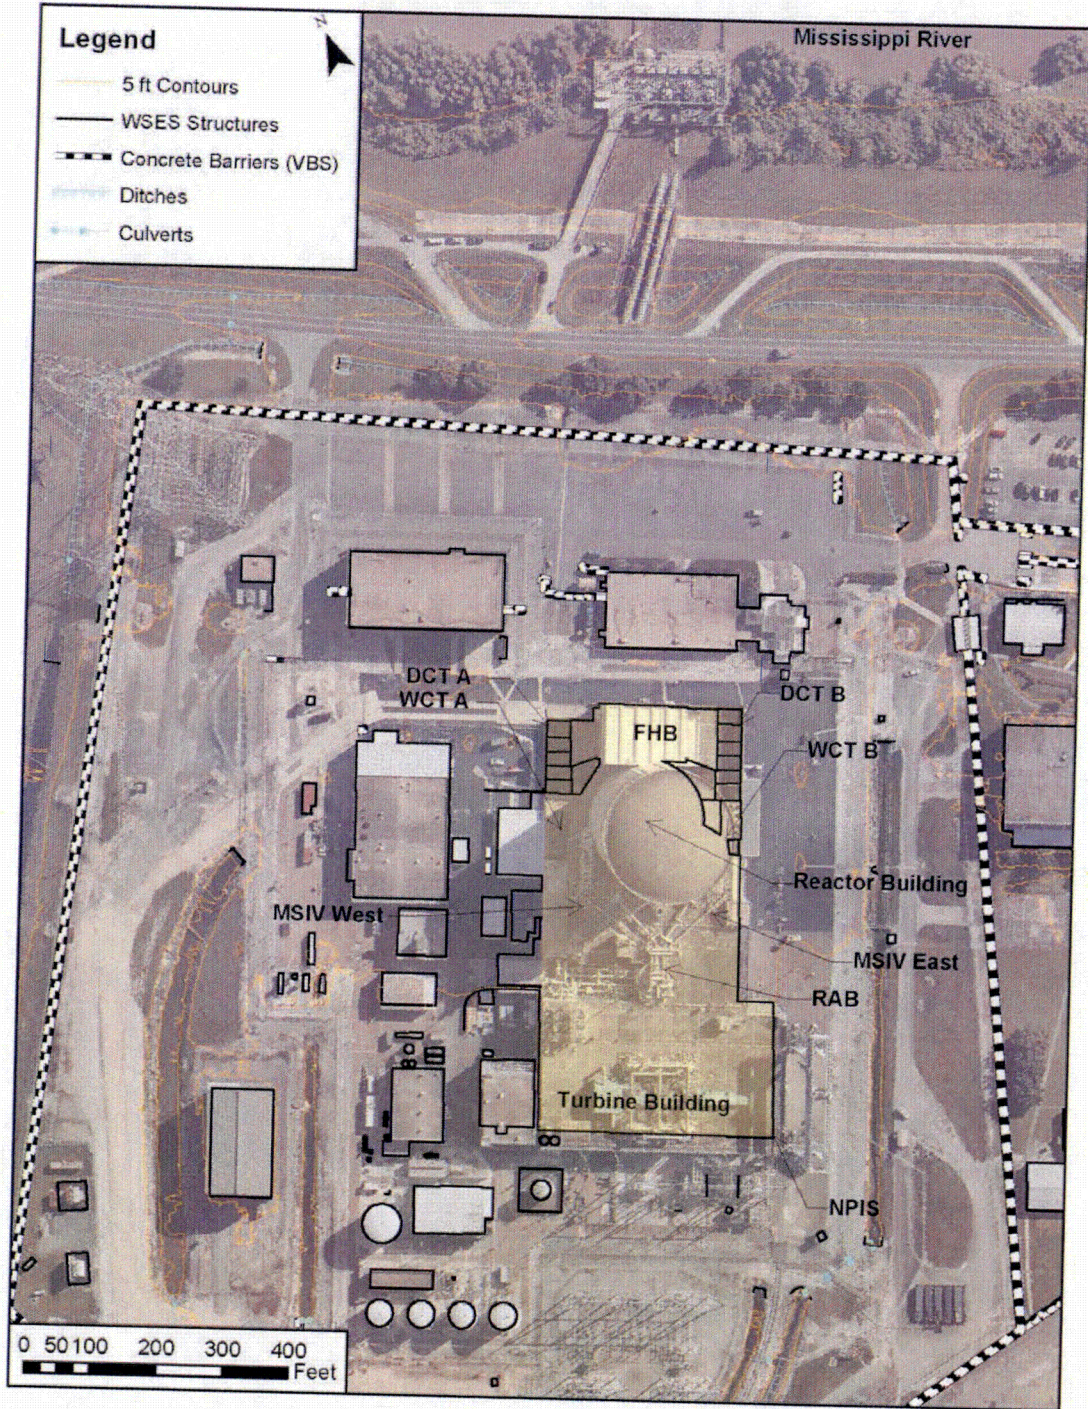 Legend
5 ft Contours
WSES Structures
Concrete Barriers (VBS)
Ditches
Culverts
N
Mississippi River
DCT A
WCT A
DCT B
FHB
WCT B
Reactor Building
MSIV West
MSIV East
RAB
Turbine Building
NPIS
0 50 100 200 300 400
Feet